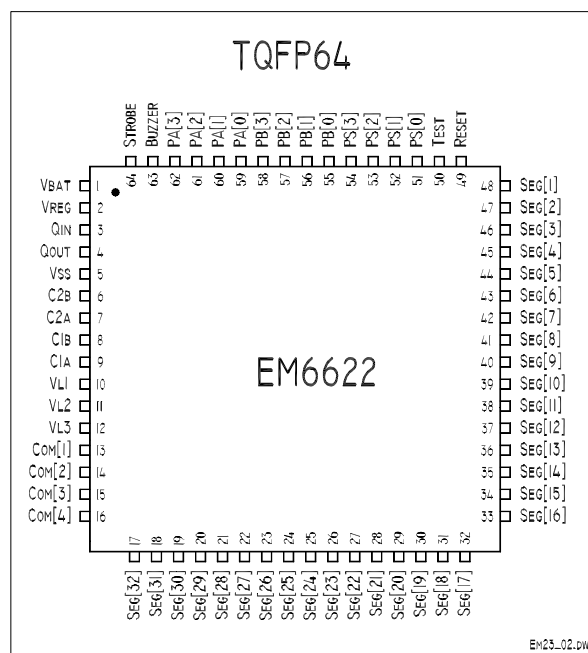 TQFP64
STROBE BUZZER PA[3] PA[2] PA[1] PA[0] PB[3] PB[2] PB[1] PB[0] PS[3] PS[2] PS[1] PS[0] TEST RESET
64 63 62 61 60 59 58 57 56 55 54 53 52 51 50 49
VBAT 1 48 SEG[1]
VREG 2 47 SEG[2]
QIN 3 46 SEG[3]
QOUT 4 45 SEG[4]
VSS 5 44 SEG[5]
C2B 6 43 SEG[6]
C2A 7 42 SEG[7]
C1B 8 41 SEG[8]
C1A 9 40 SEG[9]
EM6622
VL1 10 39 SEG[10]
VL2 11 38 SEG[11]
VL3 12 37 SEG[12]
COM[1] 13 36 SEG[13]
COM[2] 14 35 SEG[14]
COM[3] 15 34 SEG[15]
COM[4] 16 33 SEG[16]
17 18 19 20 21 22 23 24 25 26 27 28 29 30 31 32
SEG[32] SEG[31] SEG[30] SEG[29] SEG[28] SEG[27] SEG[26] SEG[25] SEG[24] SEG[23] SEG[22] SEG[21] SEG[20] SEG[19] SEG[18] SEG[17]